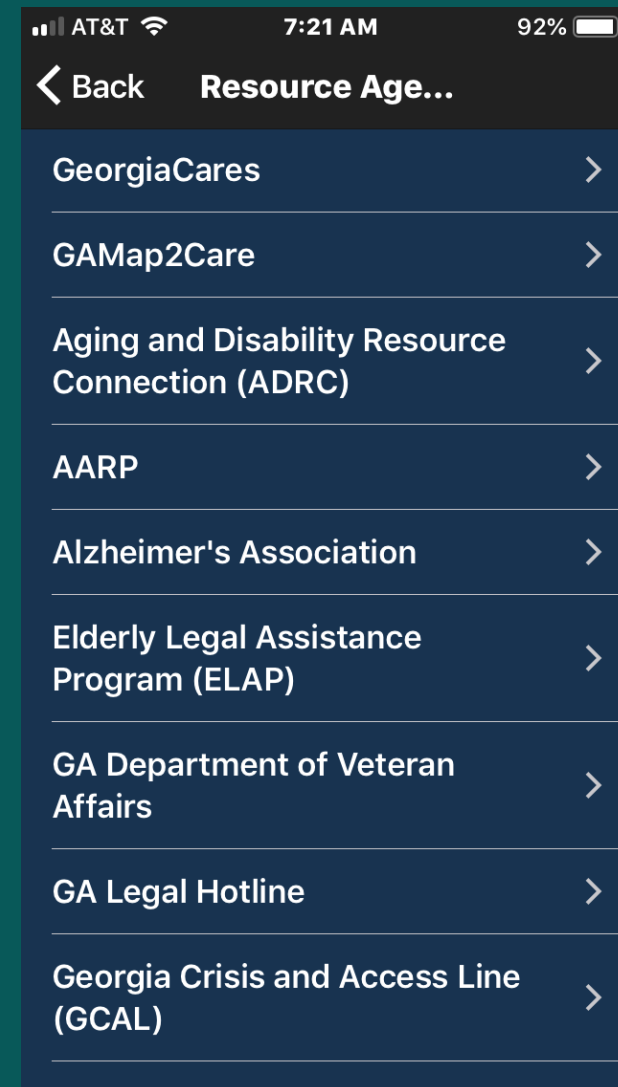 AT&T 7:21 AM 92%
Back Resource Age...
GeorgiaCares
GAMap2Care
Aging and Disability Resource
Connection (ADRC)
AARP
Alzheimer's Association
Elderly Legal Assistance
Program (ELAP)
GA Department of Veteran
Affairs
GA Legal Hotline
Georgia Crisis and Access Line
(GCAL)